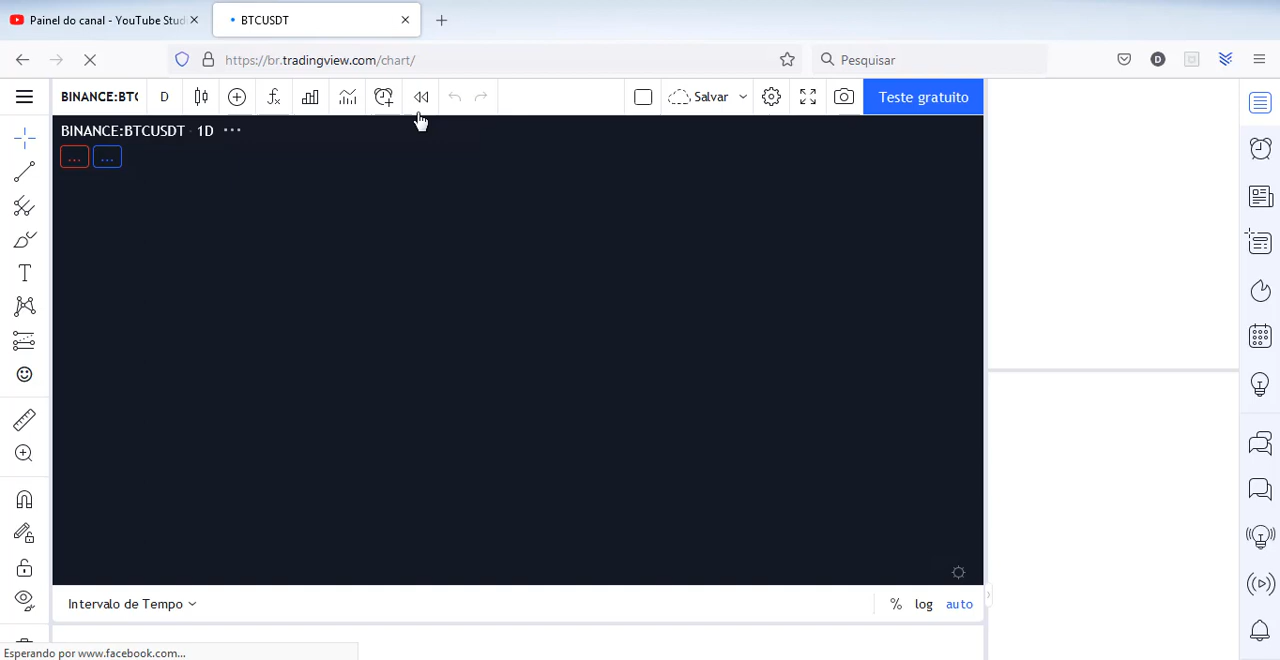 Painel do canal - YouTube Stud
BTCUSDT
https://br.tradingview.com/chart/
Pesquisar
D
BINANCE:BTC
D
Salvar
Teste gratuito
BINANCE:BTCUSDT · 1D ...
... ...
Intervalo de Tempo
% log auto
Esperando por www.facebook.com...